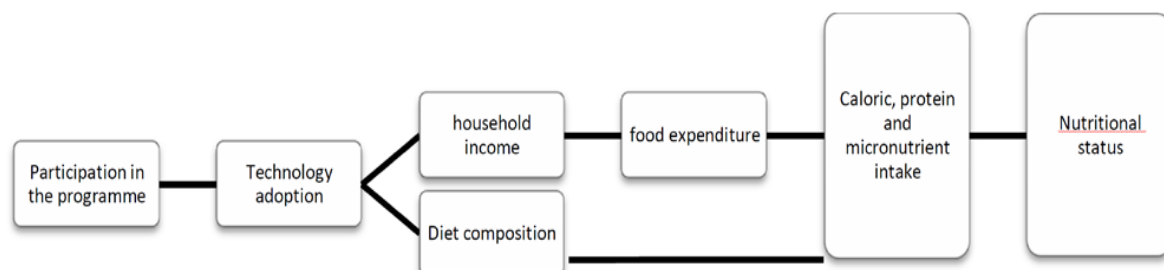 Participation in
the programme
Technology
adoption
household
income
Diet composition
food expenditure
Caloric, protein
and
micronutrient
intake
Nutritional
status